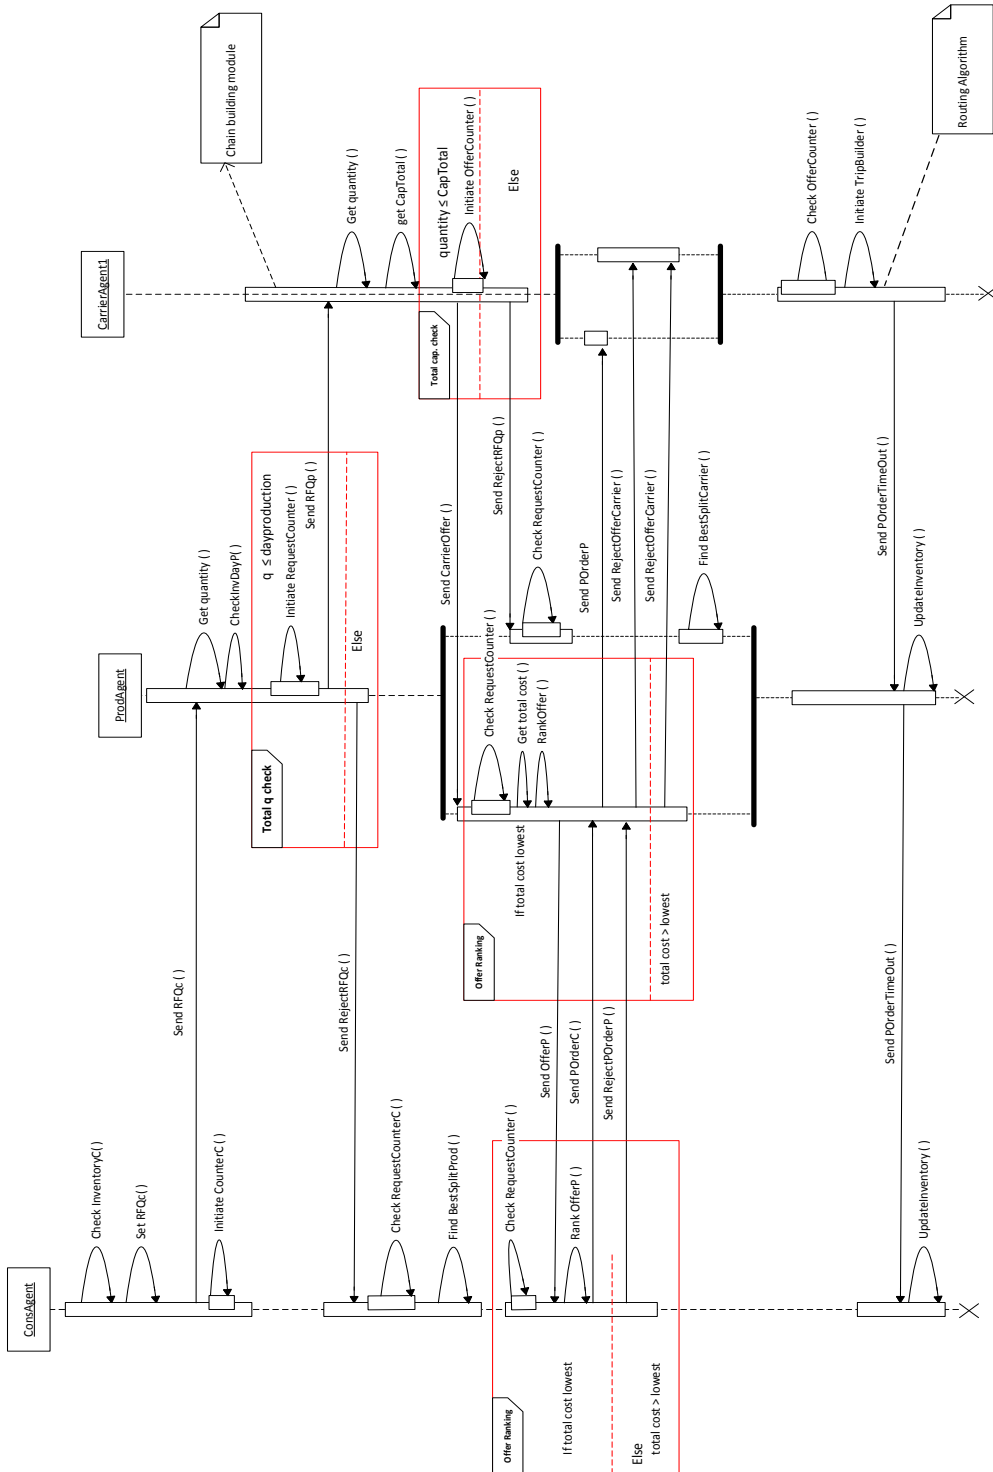 ConsAgent
Check InventoryC( )
Set RFQc( )
Initiate CounterC ( )
Check RequestCounterC ( )
Find BestSplitProd ( )
Offer Ranking
Check RequestCounter ( )
Rank OfferP ( )
If total cost lowest
Else
total cost > lowest
UpdateInventory ( )
Send RFQc ( )
Send RejectRFQc ( )
Send OfferP ( )
Send POrderC ( )
Send RejectPOrderP ( )
Send POrderTimeOut ( )
ProdAgent
Get quantity ( )
CheckInvDayP( )
Total q check
q ≤ dayproduction
Initiate RequestCounter ( )
Else
Offer Ranking
If total cost lowest
total cost > lowest
Check RequestCounter ( )
Get total cost ( )
RankOffer ( )
Check RequestCounter ( )
Find BestSplitCarrier ( )
UpdateInventory ( )
Send RFQp ( )
Send CarrierOffer ( )
Send RejectRFQp ( )
Send POrderP
Send RejectOfferCarrier ( )
Send RejectOfferCarrier ( )
Send POrderTimeOut ( )
CarrierAgent1
Chain building module
Get quantity ( )
get CapTotal ( )
Total cap. check
quantity ≤ CapTotal
Initiate OfferCounter ( )
Else
Check OfferCounter ( )
Initiate TripBuilder ( )
Routing Algorithm